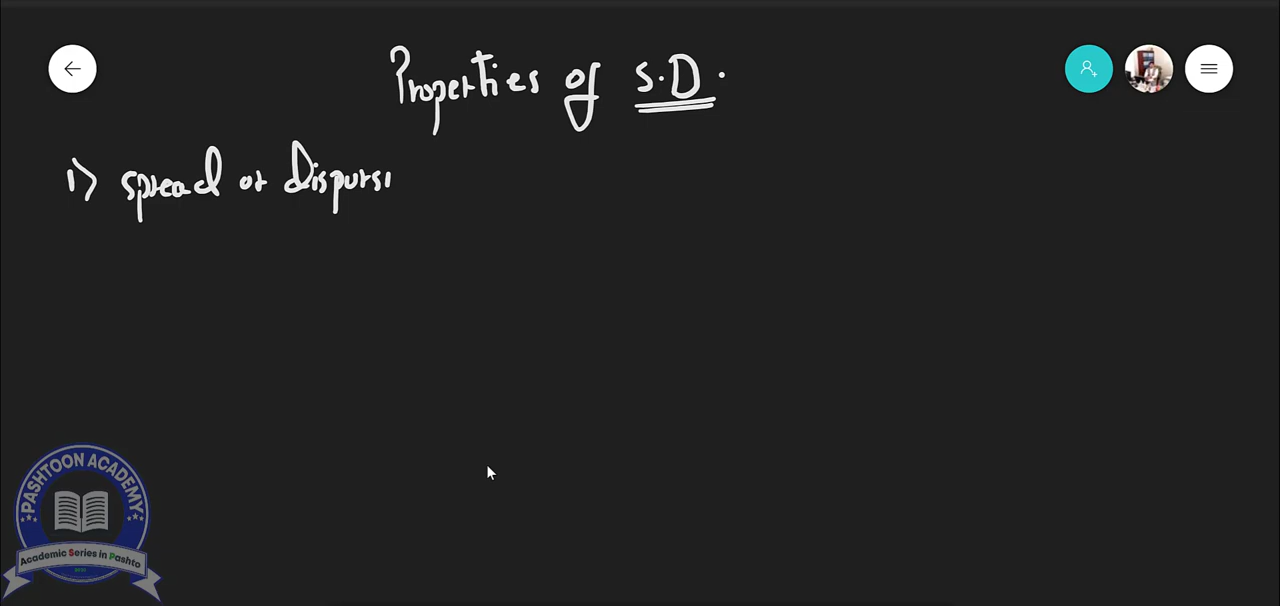 Properties of S.D.
1) spread or Dispursi
PASHTOON ACADEMY
Academic Series in Pashto